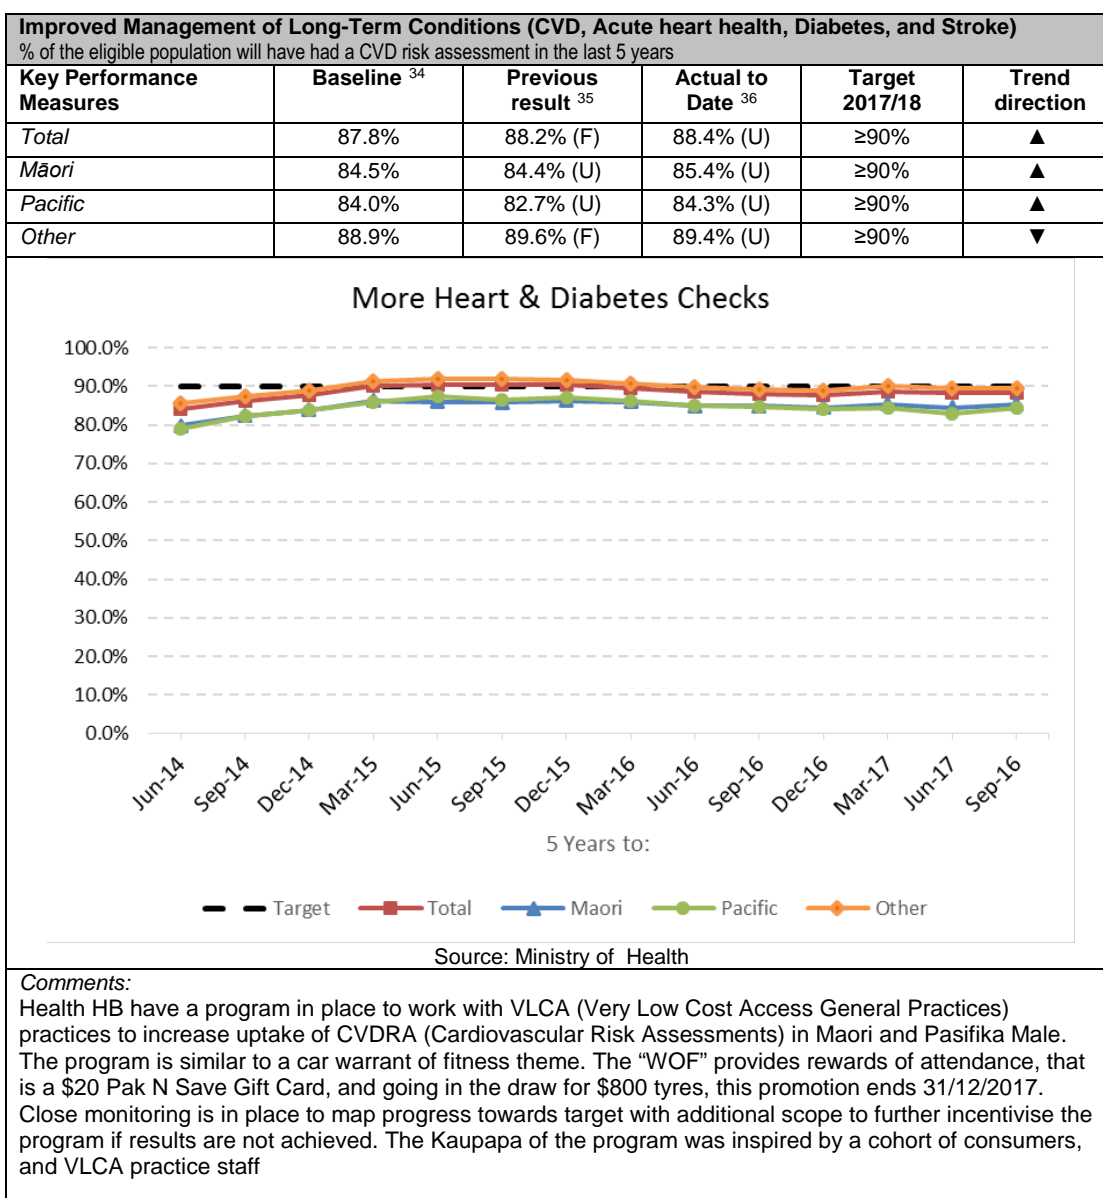 Improved Management of Long-Term Conditions (CVD, Acute heart health, Diabetes, and Stroke)
% of the eligible population will have had a CVD risk assessment in the last 5 years
Key Performance Measures Baseline 34 Previous result 35 Actual to Date 36 Target 2017/18 Trend direction
Total 87.8% 88.2% (F) 88.4% (U) ≥90% ▲
Māori 84.5% 84.4% (U) 85.4% (U) ≥90% ▲
Pacific 84.0% 82.7% (U) 84.3% (U) ≥90% ▲
Other 88.9% 89.6% (F) 89.4% (U) ≥90% ▼
More Heart & Diabetes Checks
100.0%
90.0%
80.0%
70.0%
60.0%
50.0%
40.0%
30.0%
20.0%
10.0%
0.0%
Jun-14 Sep-14 Dec-14 Mar-15 Jun-15 Sep-15 Dec-15 Mar-16 Jun-16 Sep-16 Dec-16 Mar-17 Jun-17 Sep-16
5 Years to:
Target Total Maori Pacific Other
Source: Ministry of Health
Comments:
Health HB have a program in place to work with VLCA (Very Low Cost Access General Practices)
practices to increase uptake of CVDRA (Cardiovascular Risk Assessments) in Maori and Pasifika Male.
The program is similar to a car warrant of fitness theme. The “WOF” provides rewards of attendance, that
is a $20 Pak N Save Gift Card, and going in the draw for $800 tyres, this promotion ends 31/12/2017.
Close monitoring is in place to map progress towards target with additional scope to further incentivise the
program if results are not achieved. The Kaupapa of the program was inspired by a cohort of consumers,
and VLCA practice staff